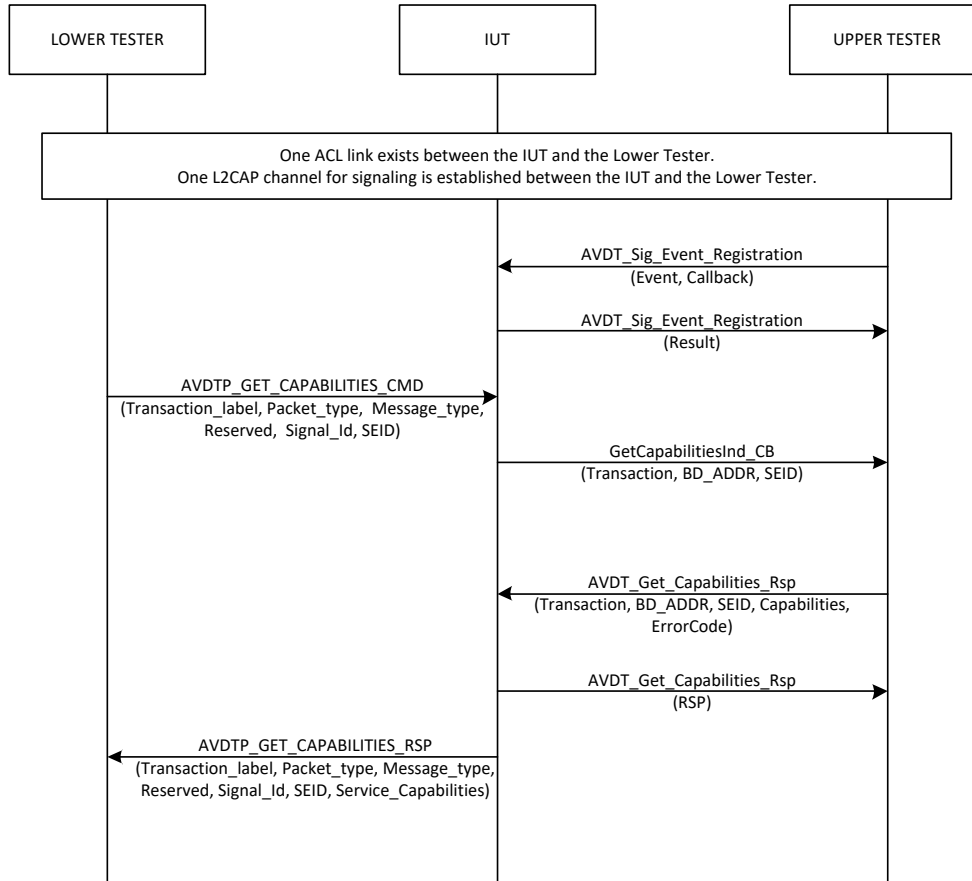 LOWER TESTER
IUT
UPPER TESTER
One ACL link exists between the IUT and the Lower Tester.
One L2CAP channel for signaling is established between the IUT and the Lower Tester.
AVDT_Sig_Event_Registration
(Event, Callback)
AVDT_Sig_Event_Registration
(Result)
AVDTP_GET_CAPABILITIES_CMD
(Transaction_label, Packet_type, Message_type,
Reserved, Signal_Id, SEID)
GetCapabilitiesInd_CB
(Transaction, BD_ADDR, SEID)
AVDT_Get_Capabilities_Rsp
(Transaction, BD_ADDR, SEID, Capabilities,
ErrorCode)
AVDT_Get_Capabilities_Rsp
(RSP)
AVDTP_GET_CAPABILITIES_RSP
(Transaction_label, Packet_type, Message_type,
Reserved, Signal_Id, SEID, Service_Capabilities)